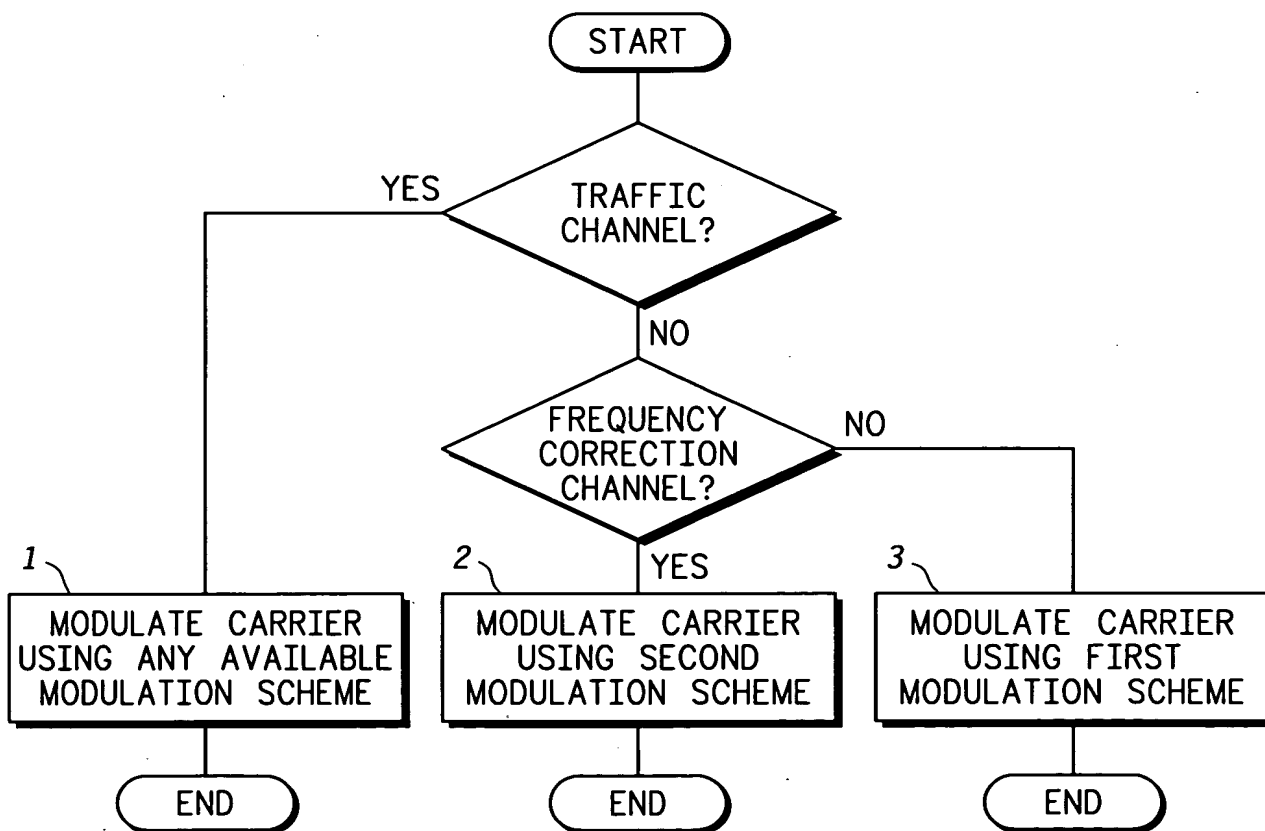 START
YES
TRAFFIC
CHANNEL?
NO
FREQUENCY
CORRECTION
CHANNEL?
NO
YES
1
MODULATE CARRIER
USING ANY AVAILABLE
MODULATION SCHEME
2
MODULATE CARRIER
USING SECOND
MODULATION SCHEME
3
MODULATE CARRIER
USING FIRST
MODULATION SCHEME
END
END
END